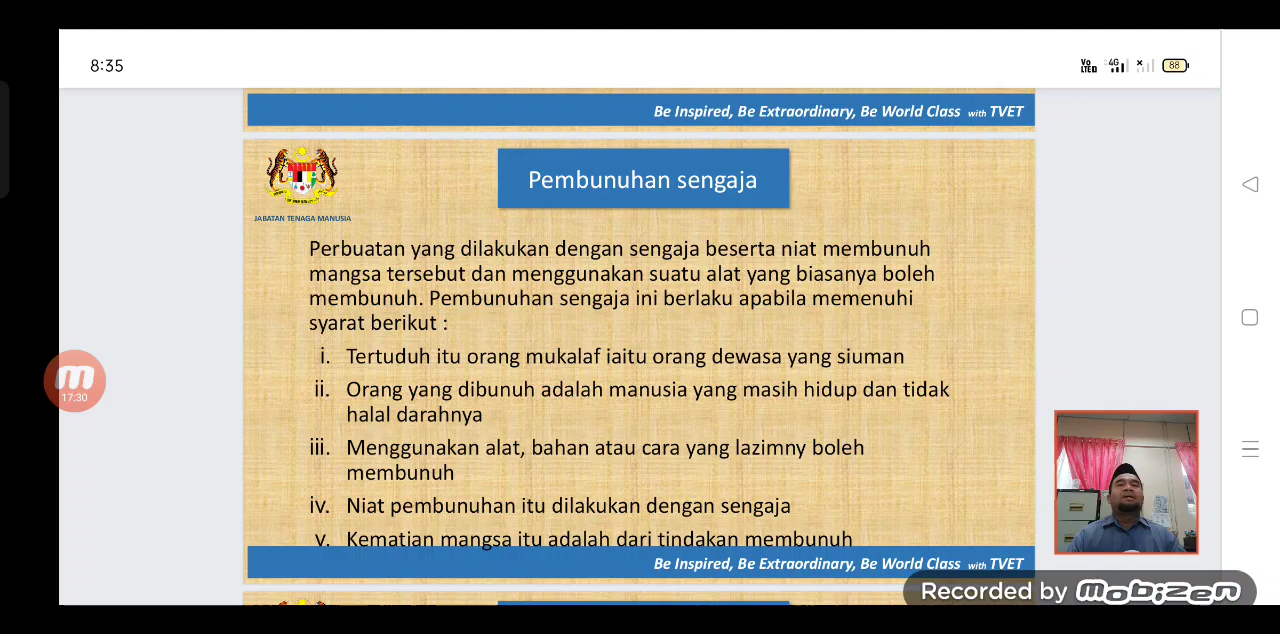 8:35
Vo
LTED
4G
88
Be Inspired, Be Extraordinary, Be World Class with TVET
Pembunuhan sengaja
JABATAN TENAGA MANUSIA
Perbuatan yang dilakukan dengan sengaja beserta niat membunuh
mangsa tersebut dan menggunakan suatu alat yang biasanya boleh
membunuh. Pembunuhan sengaja ini berlaku apabila memenuhi
syarat berikut :
i. Tertuduh itu orang mukalaf iaitu orang dewasa yang siuman
ii. Orang yang dibunuh adalah manusia yang masih hidup dan tidak
halal darahnya
iii. Menggunakan alat, bahan atau cara yang lazimny boleh
membunuh
iv. Niat pembunuhan itu dilakukan dengan sengaja
v. Kematian mangsa itu adalah dari tindakan membunuh
Be Inspired, Be Extraordinary, Be World Class with TVET
m
17:30
Recorded by mobizen